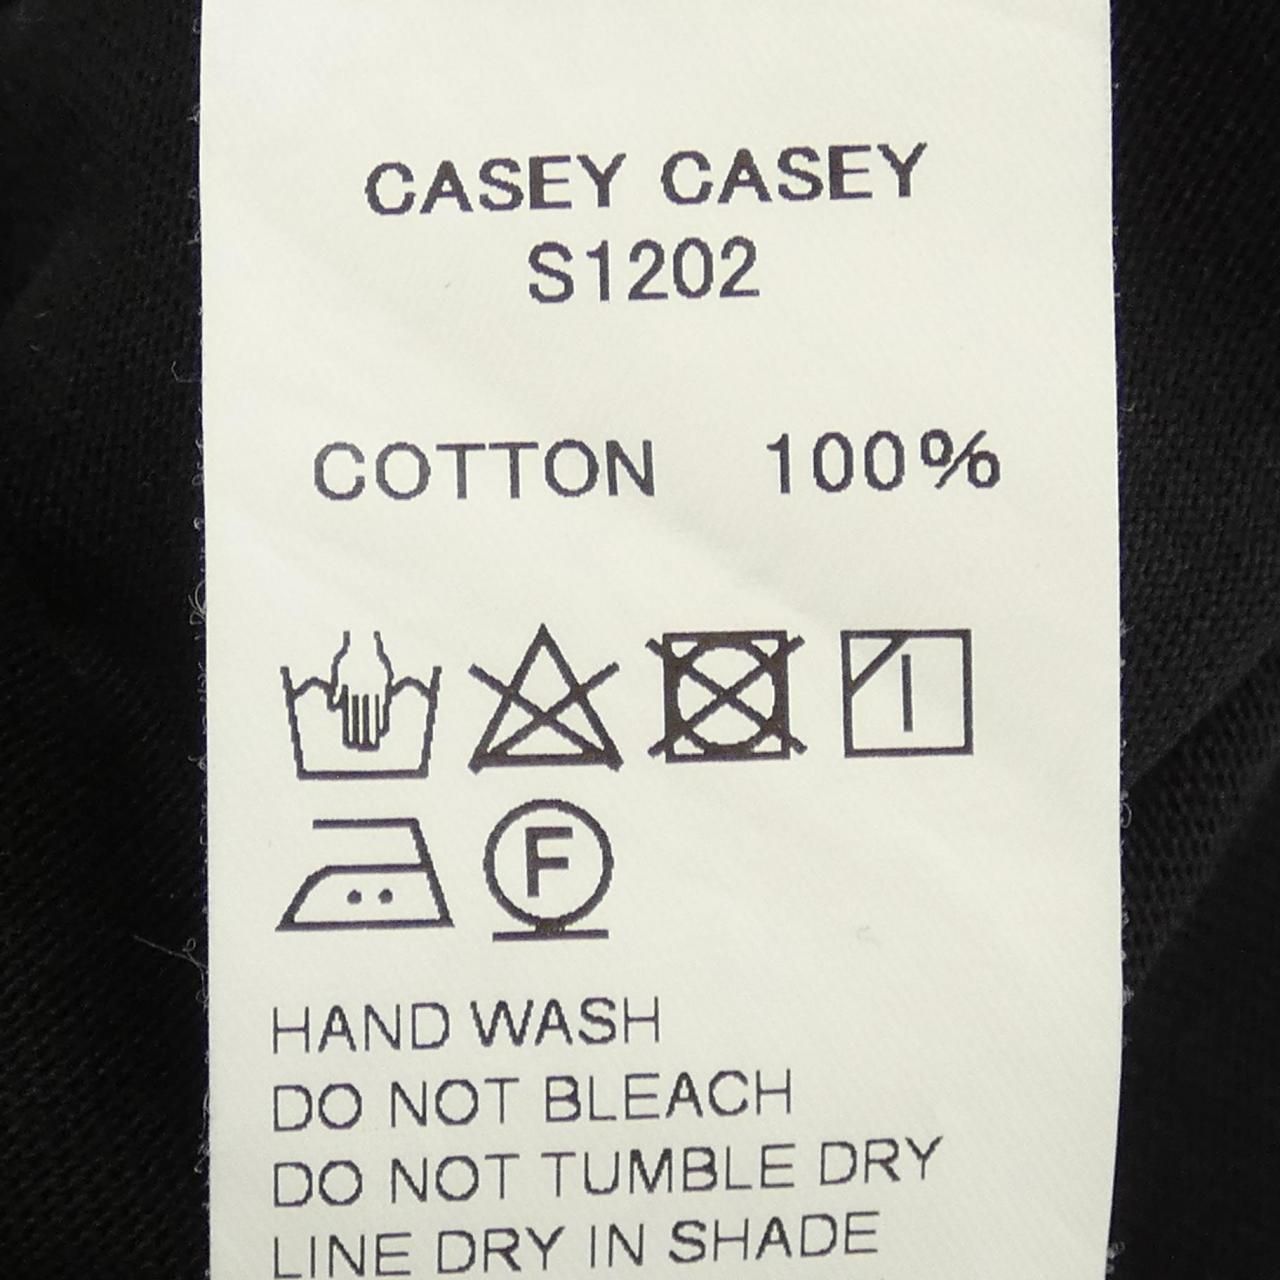 CASEY CASEY
S1202
COTTON 100%
F
HAND WASH
DO NOT BLEACH
DO NOT TUMBLE DRY
LINE DRY IN SHADE